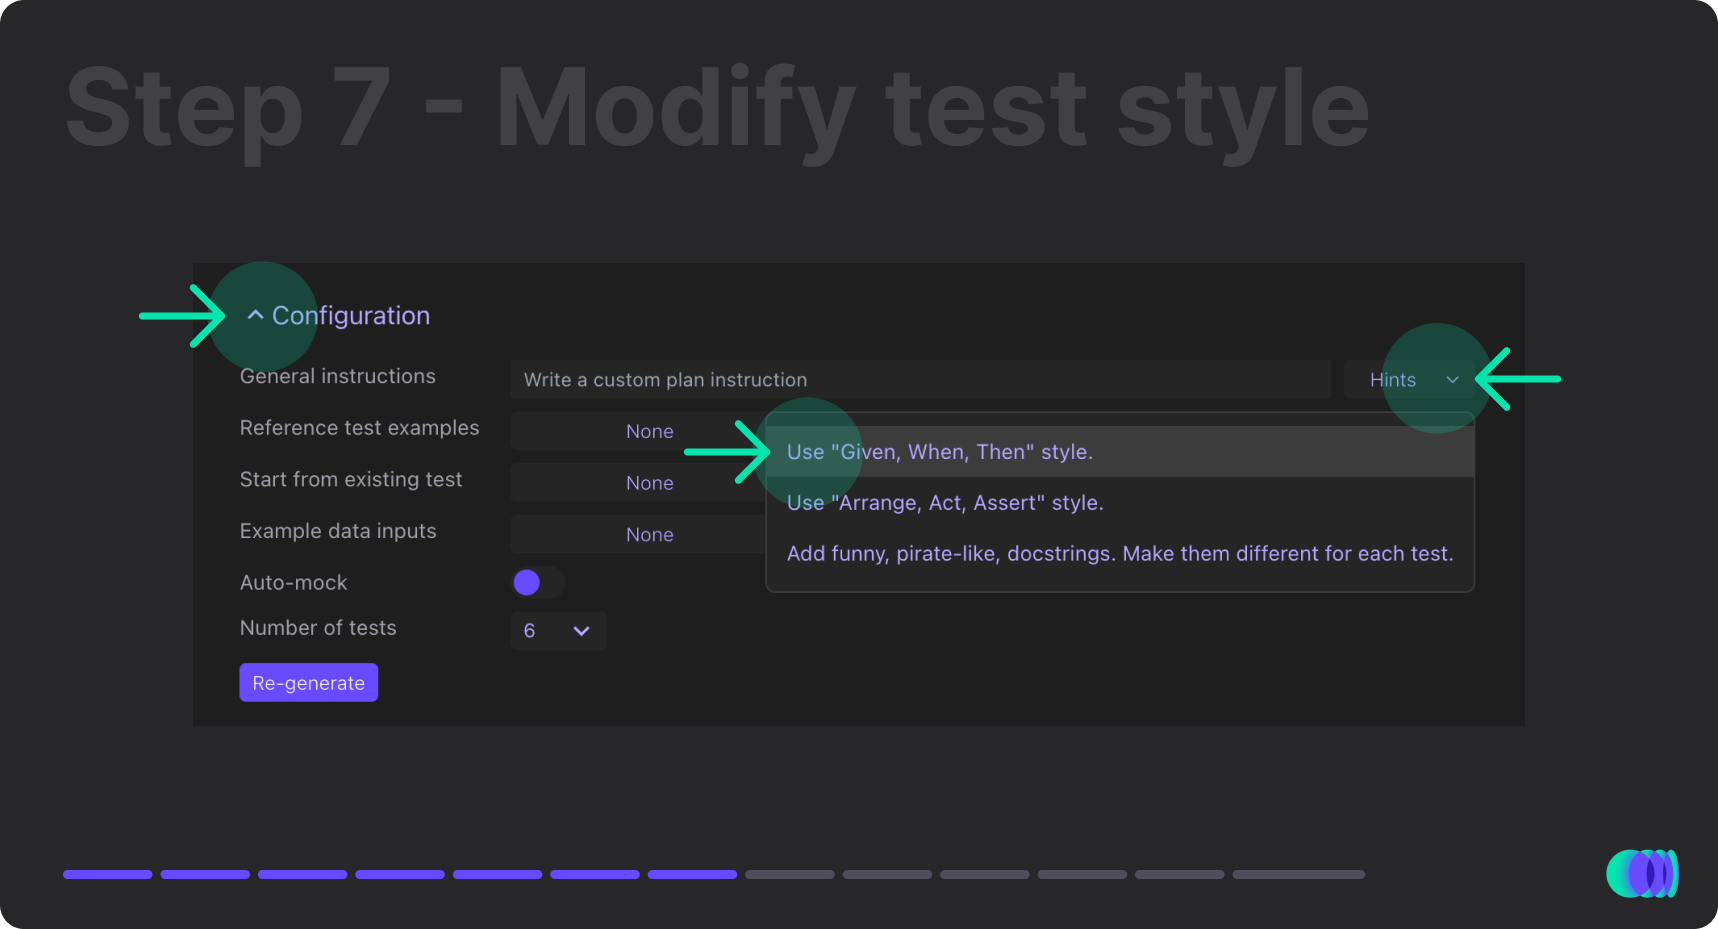 Step 7 - Modify test style
Configuration
General instructions
Write a custom plan instruction
Hints
Reference test examples
None
Use "Given, When, Then" style.
Start from existing test
None
Use "Arrange, Act, Assert" style.
Example data inputs
None
Add funny, pirate-like, docstrings. Make them different for each test.
Auto-mock
Number of tests
6
Re-generate